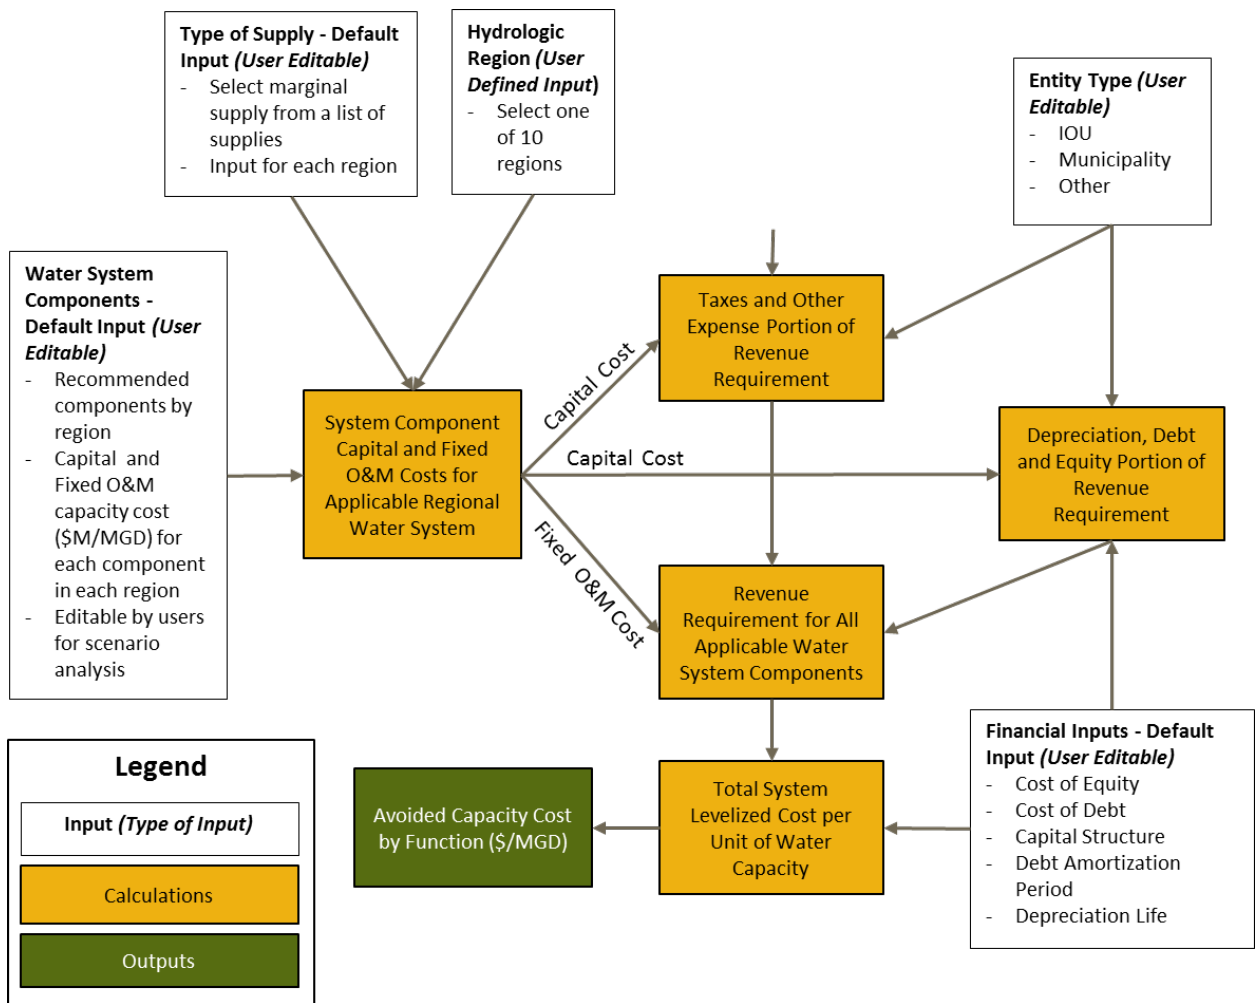 Type of Supply - Default
Input (User Editable)
- Select marginal
supply from a list of
supplies
- Input for each region
Hydrologic
Region (User
Defined Input)
- Select one
of 10
regions
Entity Type (User
Editable)
- IOU
- Municipality
- Other
Water System
Components -
Default Input (User
Editable)
- Recommended
components by
region
- Capital and
Fixed O&M
capacity cost
($M/MGD) for
each component
in each region
- Editable by users
for scenario
analysis
System Component
Capital and Fixed
O&M Costs for
Applicable Regional
Water System
Capital Cost
Capital Cost
Fixed O&M Cost
Taxes and Other
Expense Portion of
Revenue
Requirement
Depreciation, Debt
and Equity Portion of
Revenue
Requirement
Revenue
Requirement for All
Applicable Water
System Components
Financial Inputs - Default
Input (User Editable)
- Cost of Equity
- Cost of Debt
- Capital Structure
- Debt Amortization
Period
- Depreciation Life
Total System
Levelized Cost per
Unit of Water
Capacity
Avoided Capacity Cost
by Function ($/MGD)
Legend
Input (Type of Input)
Calculations
Outputs